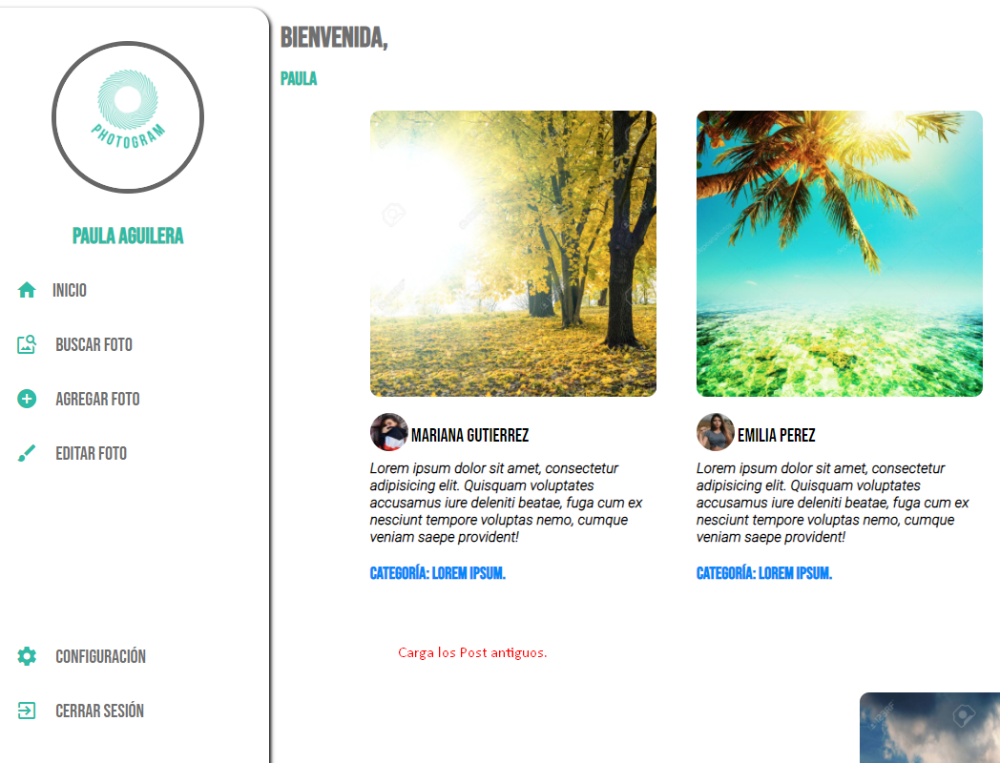 PHOTOGRAM
PAULA AGUILERA
INICIO
BUSCAR FOTO
AGREGAR FOTO
EDITAR FOTO
CONFIGURACIÓN
CERRAR SESIÓN
BIENVENIDA,
PAULA
MARIANA GUTIERREZ
Lorem ipsum dolor sit amet, consectetur
adipisicing elit. Quisquam voluptates
accusamus iure deleniti beatae, fuga cum ex
nesciunt tempore voluptas nemo, cumque
veniam saepe provident!
CATEGORÍA: LOREM IPSUM.
EMILIA PEREZ
Lorem ipsum dolor sit amet, consectetur
adipisicing elit. Quisquam voluptates
accusamus iure deleniti beatae, fuga cum ex
nesciunt tempore voluptas nemo, cumque
veniam saepe provident!
CATEGORÍA: LOREM IPSUM.
Carga los Post antiguos.